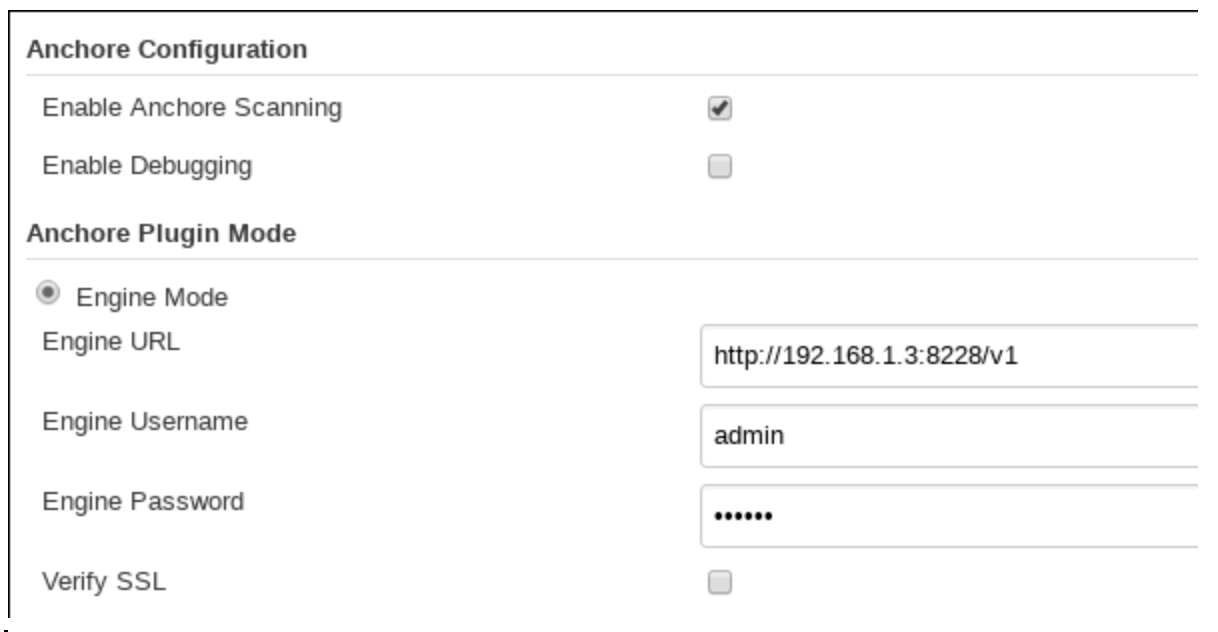 Anchore Configuration
Enable Anchore Scanning
Enable Debugging
Anchore Plugin Mode
Engine Mode
Engine URL
http://192.168.1.3:8228/v1
Engine Username
admin
Engine Password
••••••
Verify SSL